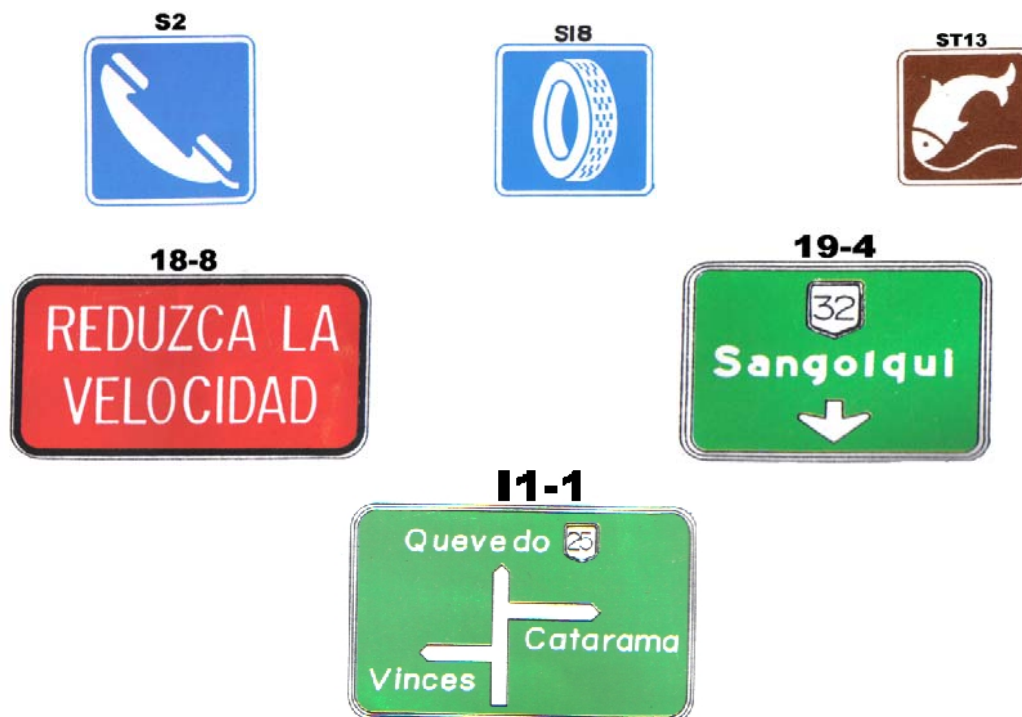 S2
SI8
ST13
18-8
REDUZCA LA
VELOCIDAD
19-4
32
Sangolqui
I1-1
Quevedo 25
Catarama
Vinces